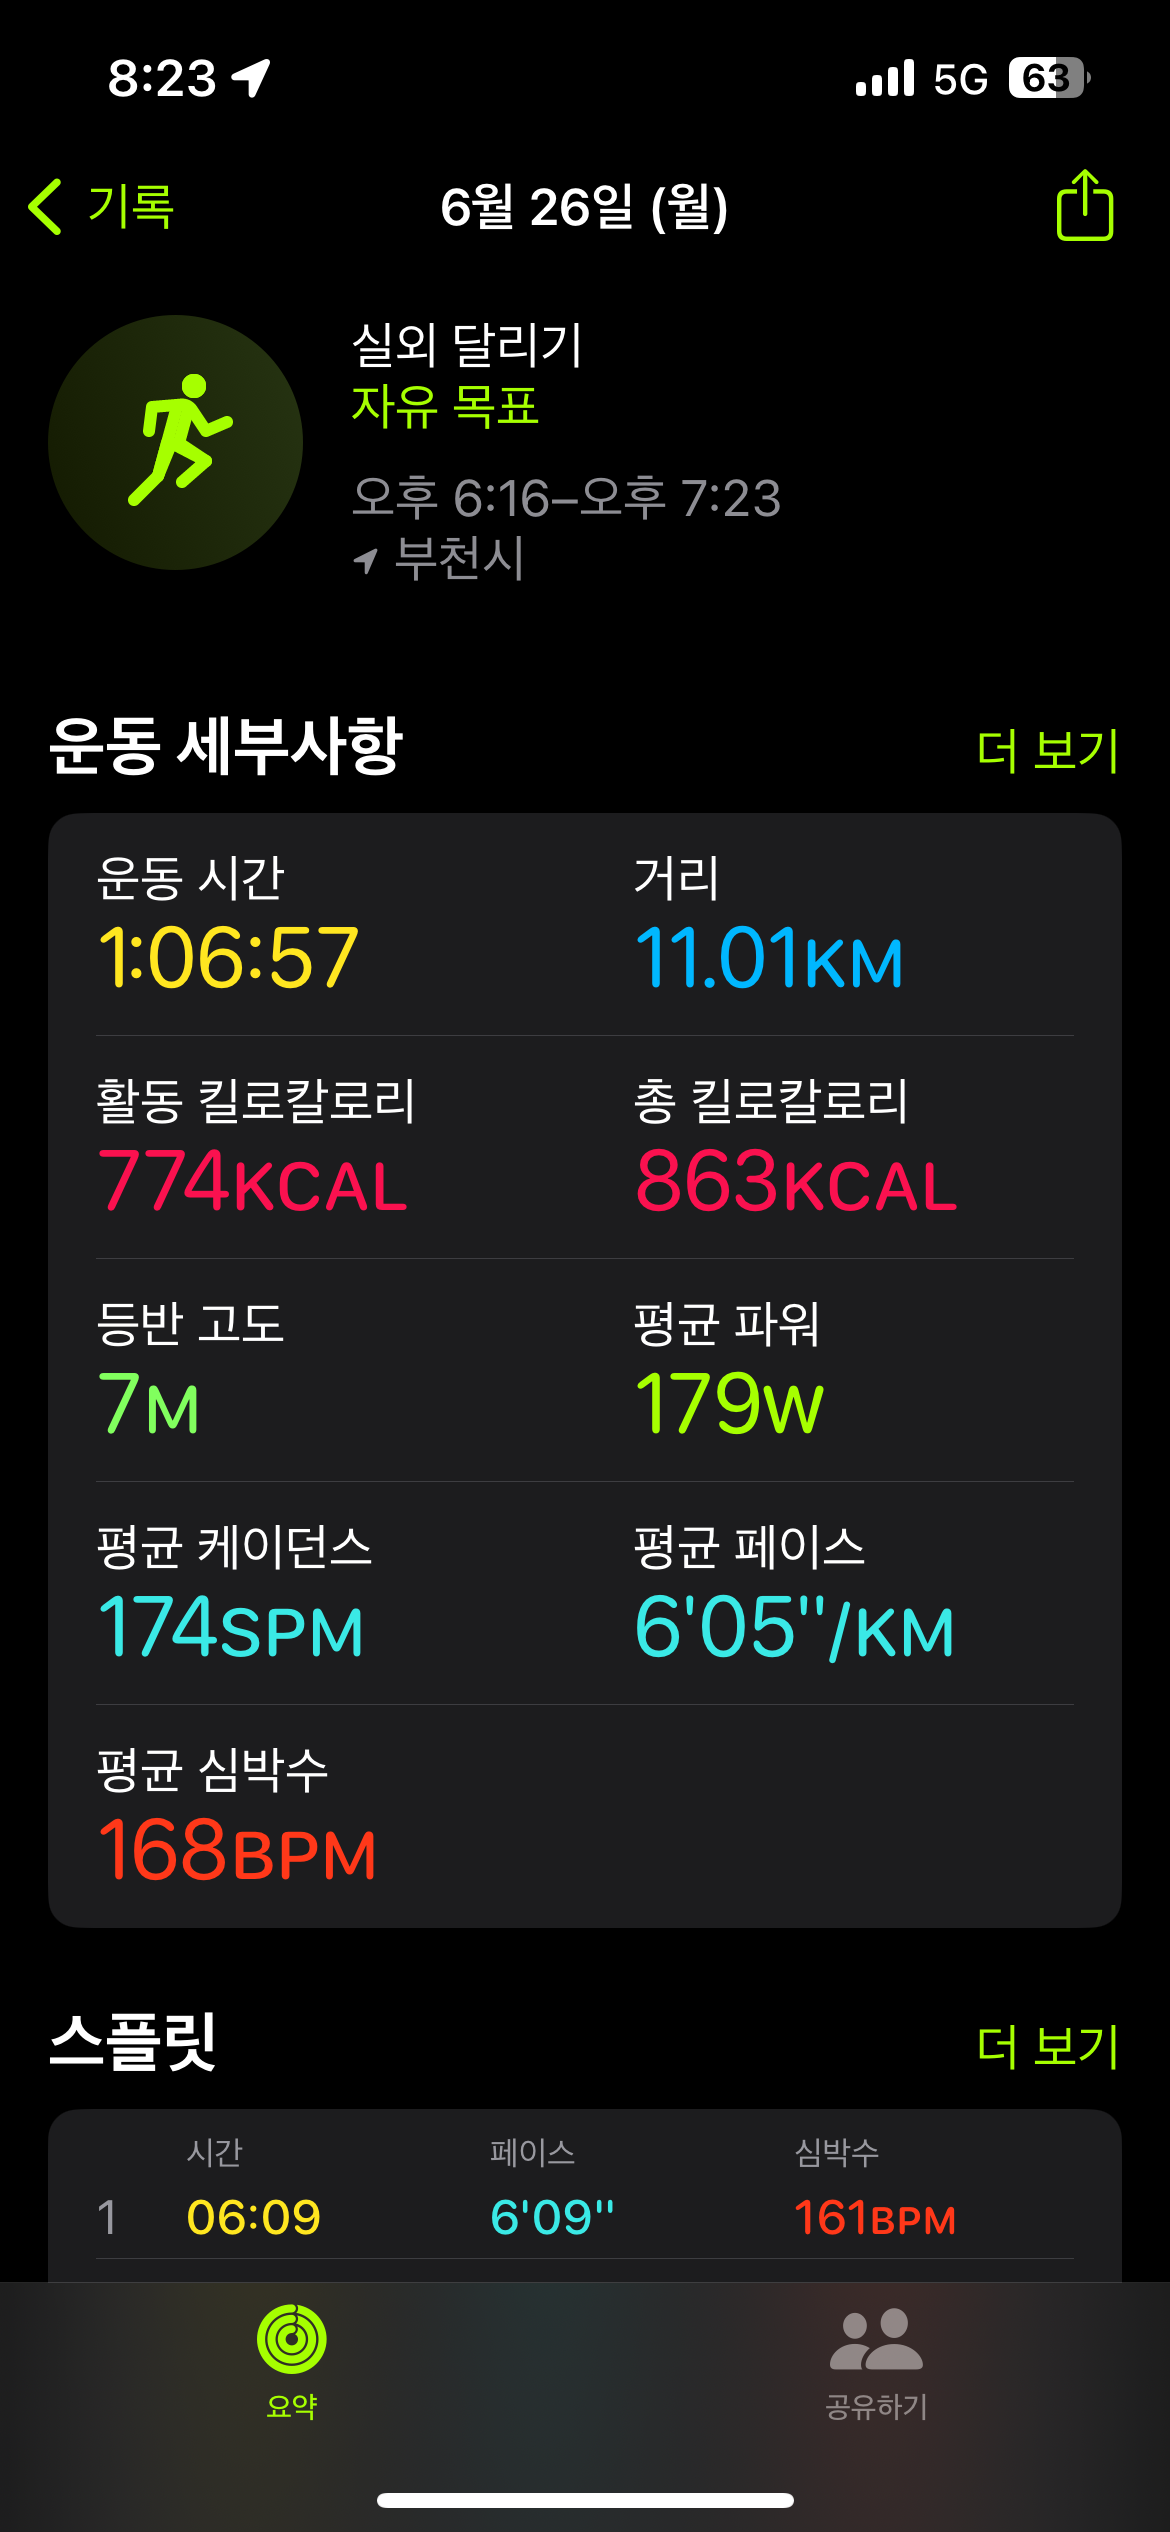 8:23 5G 63
기록 6월 26일 (월)
실외 달리기
자유 목표
오후 6:16–오후 7:23
부천시
운동 세부사항 더 보기
운동 시간 거리
1:06:57 11.01KM
활동 킬로칼로리 총 킬로칼로리
774KCAL 863KCAL
등반 고도 평균 파워
7M 179W
평균 케이던스 평균 페이스
174SPM 6'05''/KM
평균 심박수
168BPM
스플릿 더 보기
시간 페이스 심박수
1 06:09 6'09'' 161BPM
요약 공유하기